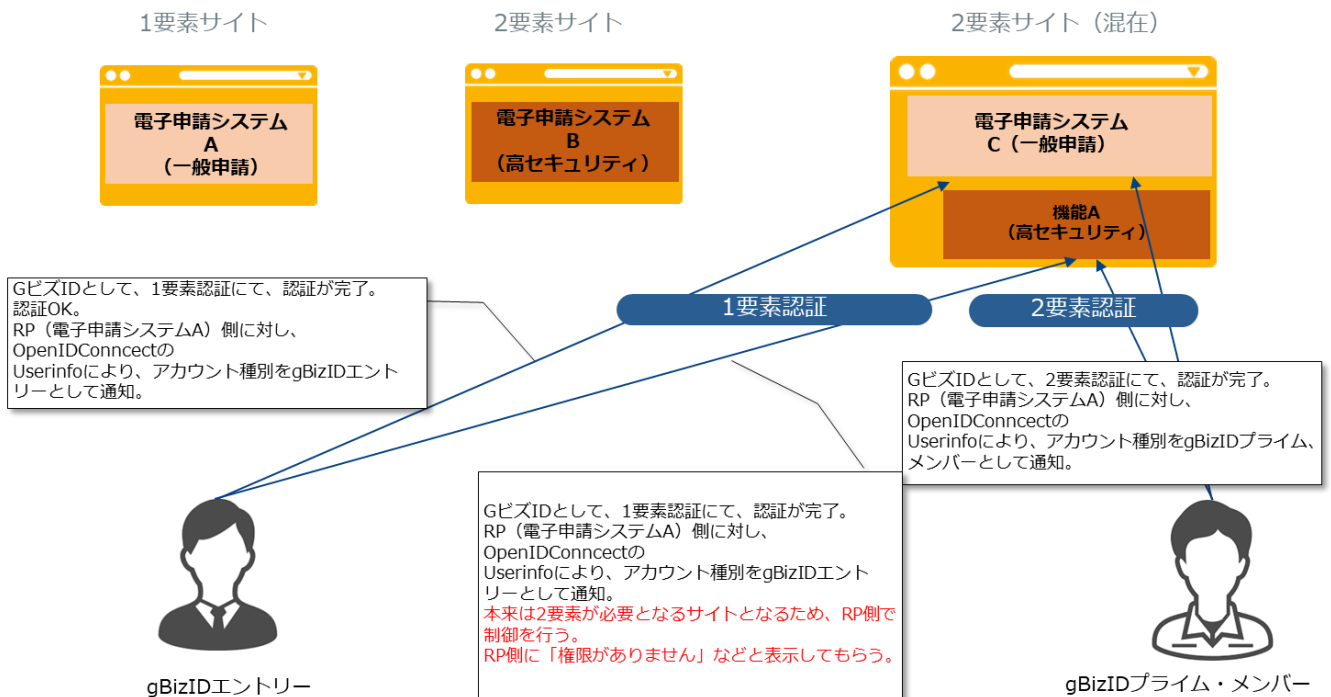 1要素サイト
2要素サイト
2要素サイト（混在）
電子申請システム
A
（一般申請）
電子申請システム
B
（高セキュリティ）
電子申請システム
C（一般申請）
機能A
（高セキュリティ）
GビズIDとして、1要素認証にて、認証が完了。
認証OK。
RP（電子申請システムA）側に対し、
OpenIDConncectの
Userinfoにより、アカウント種別をgBizIDエント
リーとして通知。
1要素認証
2要素認証
GビズIDとして、2要素認証にて、認証が完了。
RP（電子申請システムA）側に対し、
OpenIDConncectの
Userinfoにより、アカウント種別をgBizIDプライム、
メンバーとして通知。
GビズIDとして、1要素認証にて、認証が完了。
RP（電子申請システムA）側に対し、
OpenIDConncectの
Userinfoにより、アカウント種別をgBizIDエント
リーとして通知。
本来は2要素が必要となるサイトとなるため、RP側で
制御を行う。
RP側に「権限がありません」などと表示してもらう。
gBizIDエントリー
gBizIDプライム・メンバー